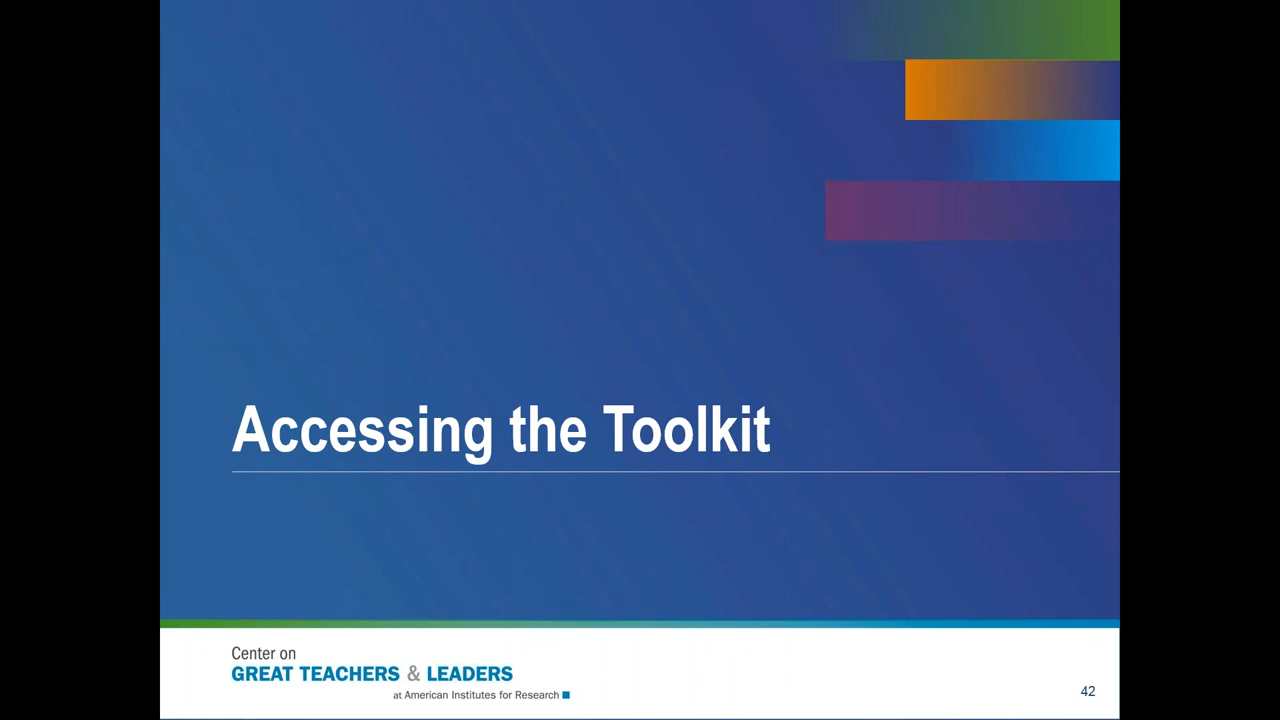 Accessing the Toolkit
Center on
GREAT TEACHERS & LEADERS
at American Institutes for Research
42